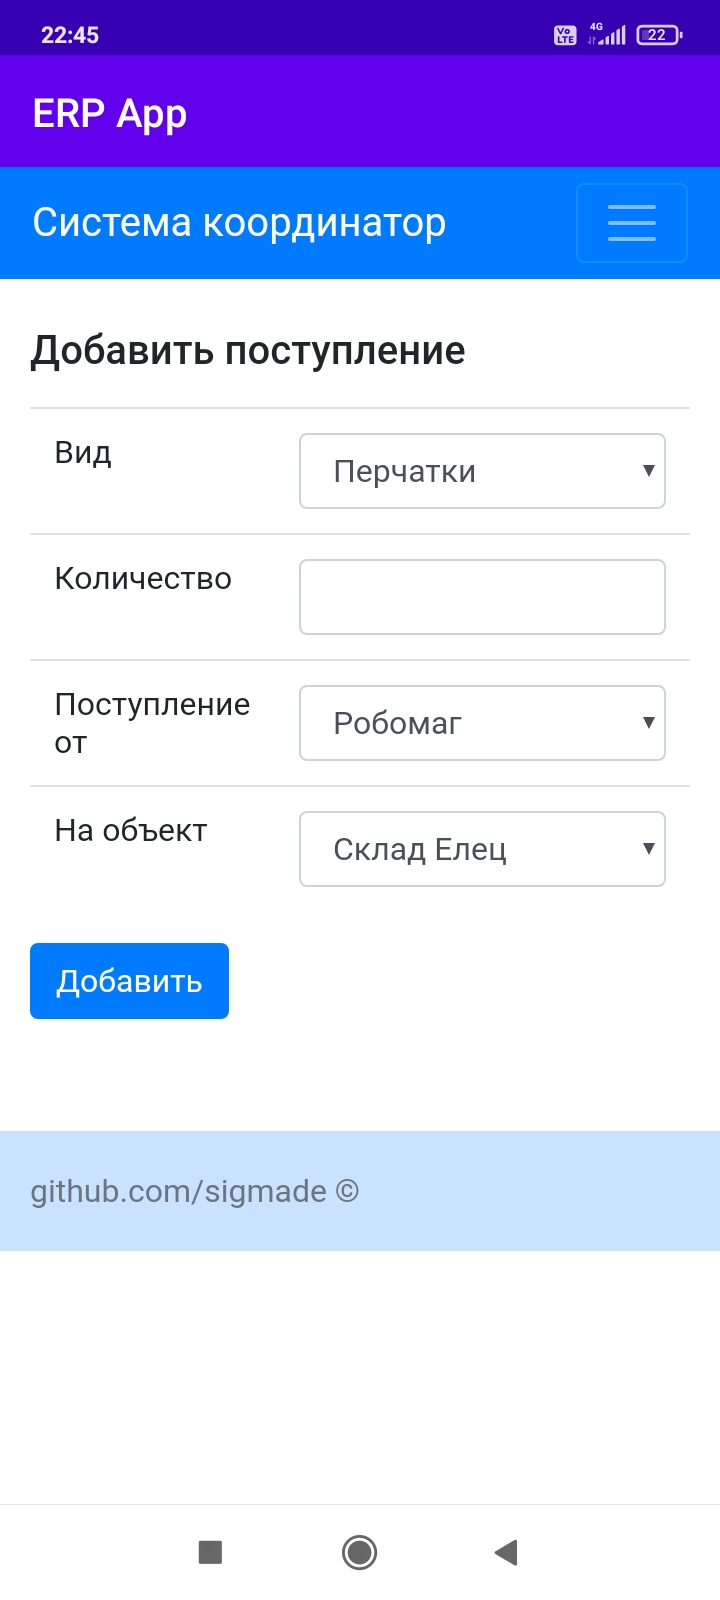 22:45
Vo LTE
4G
22
ERP App
Система координатор
Добавить поступление
Вид
Перчатки
Количество
Поступление
от
Робомаг
На объект
Склад Елец
Добавить
github.com/sigmade ©